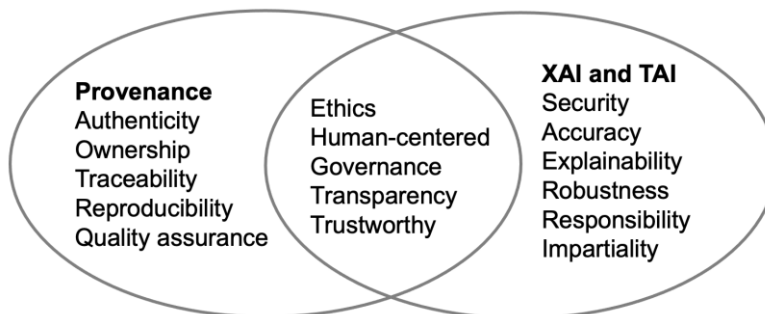 Provenance
Authenticity
Ownership
Traceability
Reproducibility
Quality assurance
Ethics
Human-centered
Governance
Transparency
Trustworthy
XAI and TAI
Security
Accuracy
Explainability
Robustness
Responsibility
Impartiality